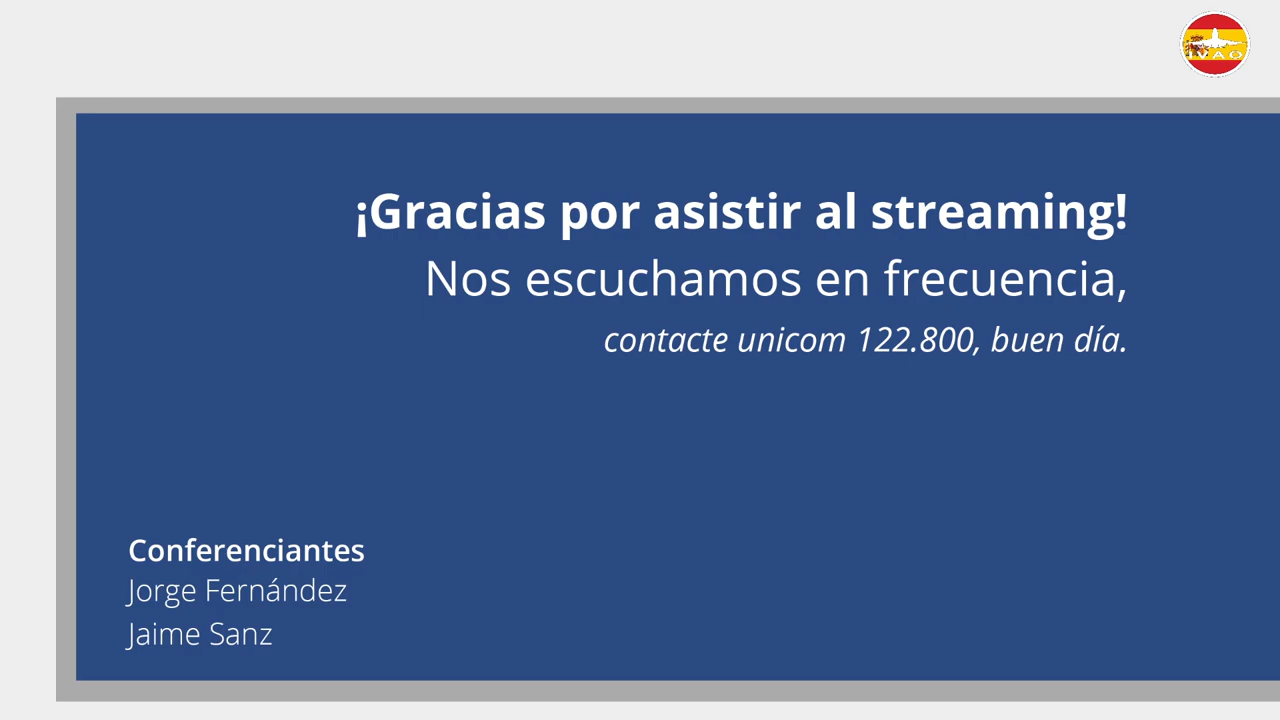 IVAO
¡Gracias por asistir al streaming!
Nos escuchamos en frecuencia,
contacte unicom 122.800, buen día.
Conferenciantes
Jorge Fernández
Jaime Sanz